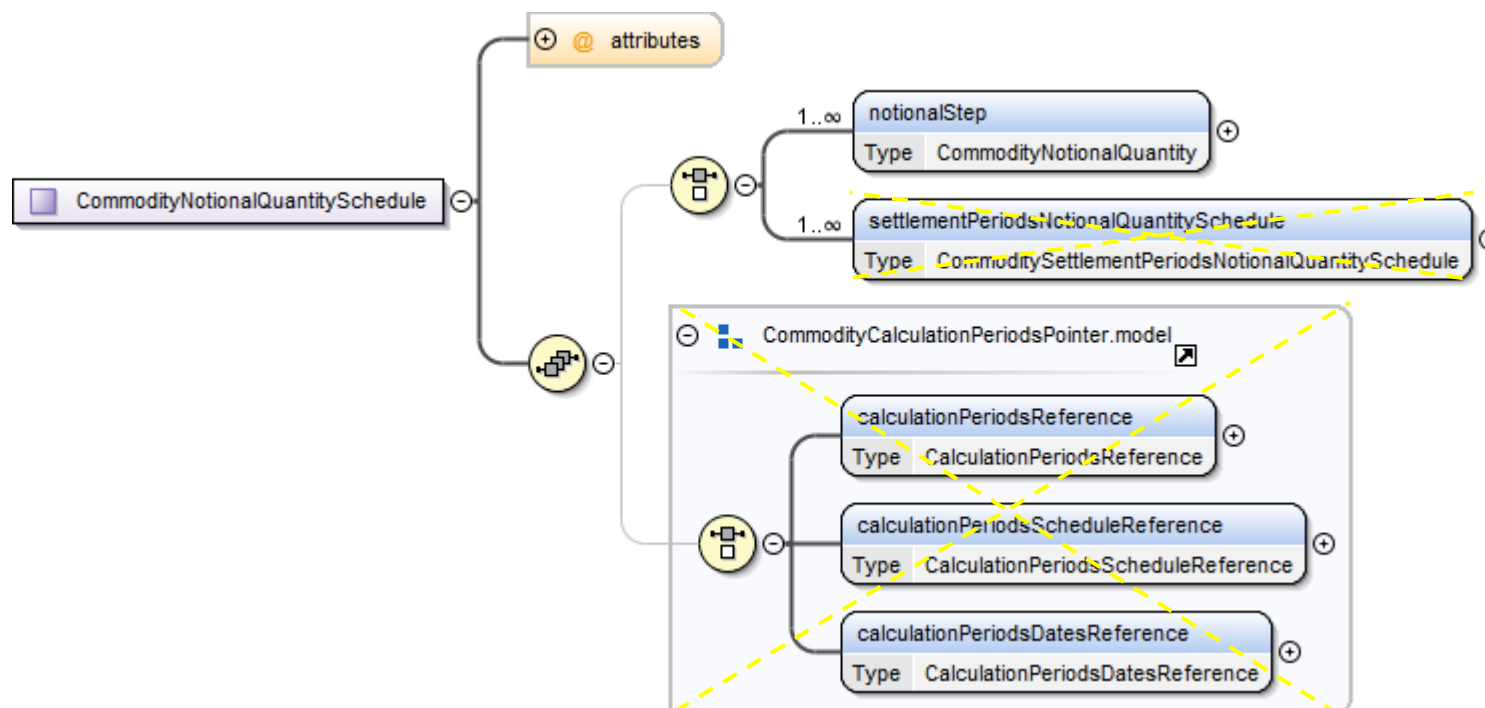 @ attributes
1..∞
notionalStep
Type CommodityNotionalQuantity
CommodityNotionalQuantitySchedule
1..∞
settlementPeriodsNotionalQuantitySchedule
Type CommoditySettlementPeriodsNotionalQuantitySchedule
CommodityCalculationPeriodsPointer.model
calculationPeriodsReference
Type CalculationPeriodsReference
calculationPeriodsScheduleReference
Type CalculationPeriodsScheduleReference
calculationPeriodsDatesReference
Type CalculationPeriodsDatesReference